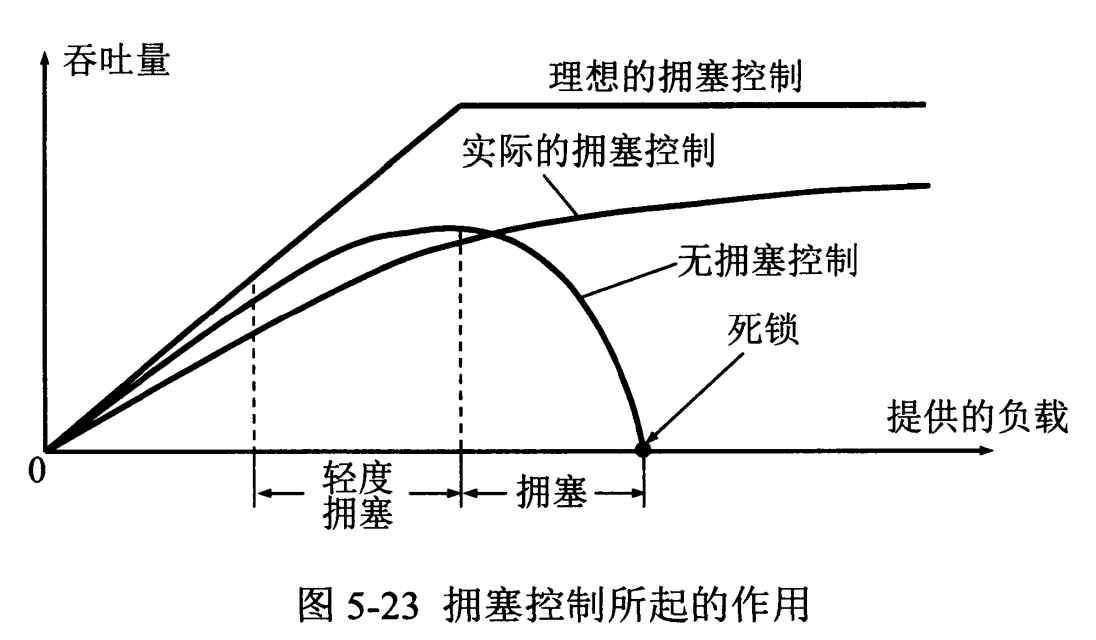 吞吐量
理想的拥塞控制
实际的拥塞控制
无拥塞控制
死锁
提供的负载
0
轻度
拥塞
拥塞
图 5-23 拥塞控制所起的作用